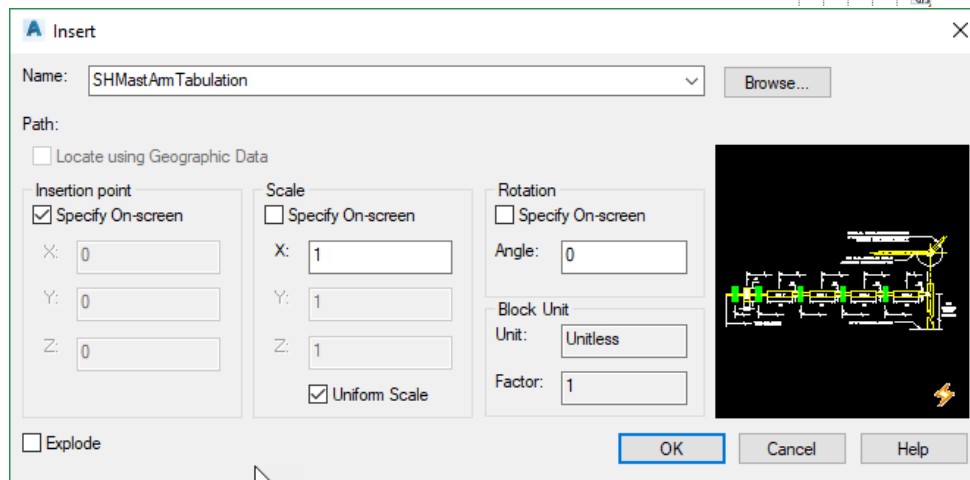 Insert
Name: SHMastArmTabulation Browse...
Path:
Locate using Geographic Data
Insertion point
Specify On-screen
X: 0
Y: 0
Z: 0
Scale
Specify On-screen
X: 1
Y: 1
Z: 1
Uniform Scale
Rotation
Specify On-screen
Angle: 0
Block Unit
Unit: Unitless
Factor: 1
Explode
OK Cancel Help